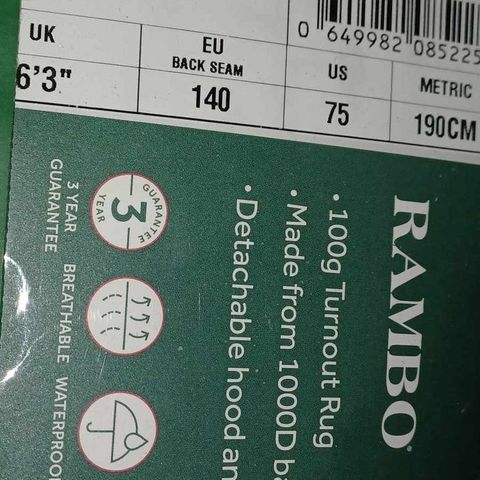 0 649982 085225
UK EU BACK SEAM US METRIC
6'3" 140 75 190CM
RAMBO
• 100g Turnout Rug
• Made from 1000D
• Detachable hood
GUARANTEE
3
YEAR
3 YEAR
GUARANTEE
BREATHABLE
WATERPROOF